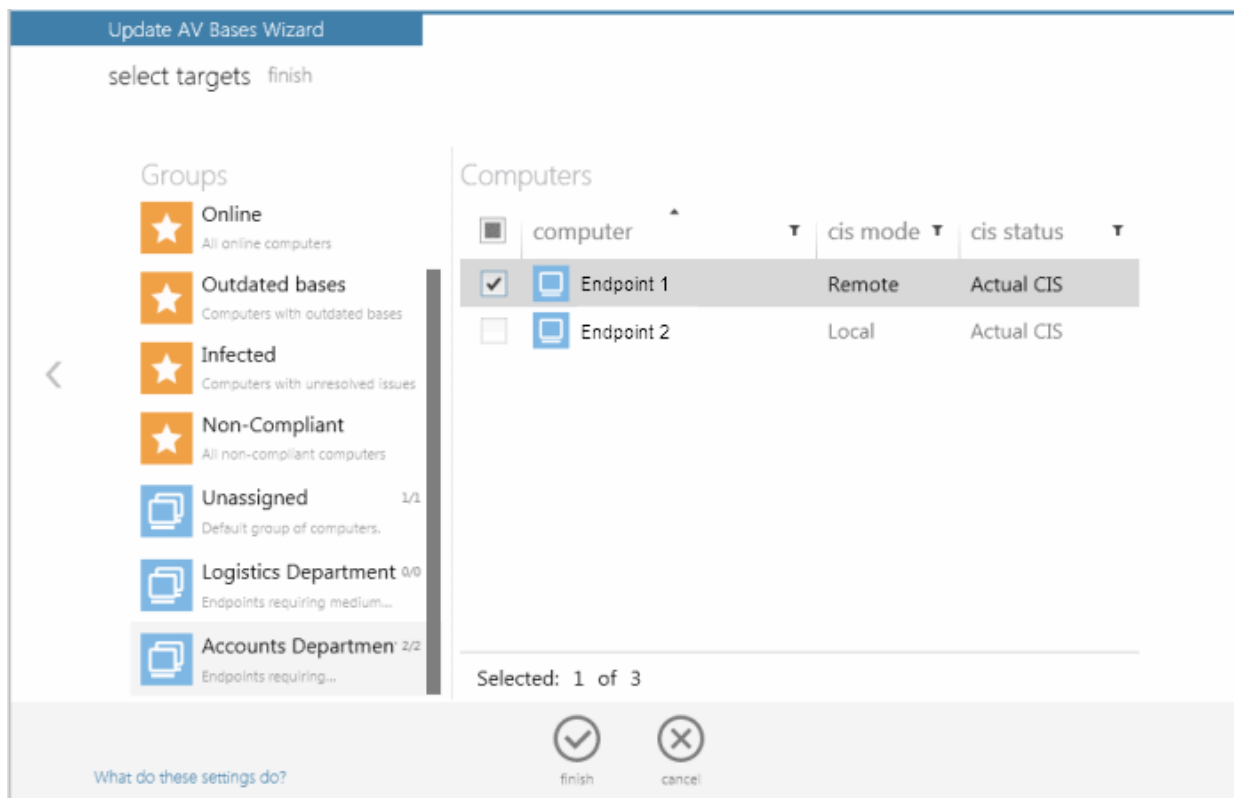 Update AV Bases Wizard
select targets finish
Groups
Online
All online computers
Outdated bases
Computers with outdated bases
Infected
Computers with unresolved issues
Non-Compliant
All non-compliant computers
Unassigned 1/1
Default group of computers.
Logistics Department 0/0
Endpoints requiring medium...
Accounts Departmen 2/2
Endpoints requiring...
Computers
computer cis mode cis status
Endpoint 1 Remote Actual CIS
Endpoint 2 Local Actual CIS
Selected: 1 of 3
What do these settings do?
finish cancel